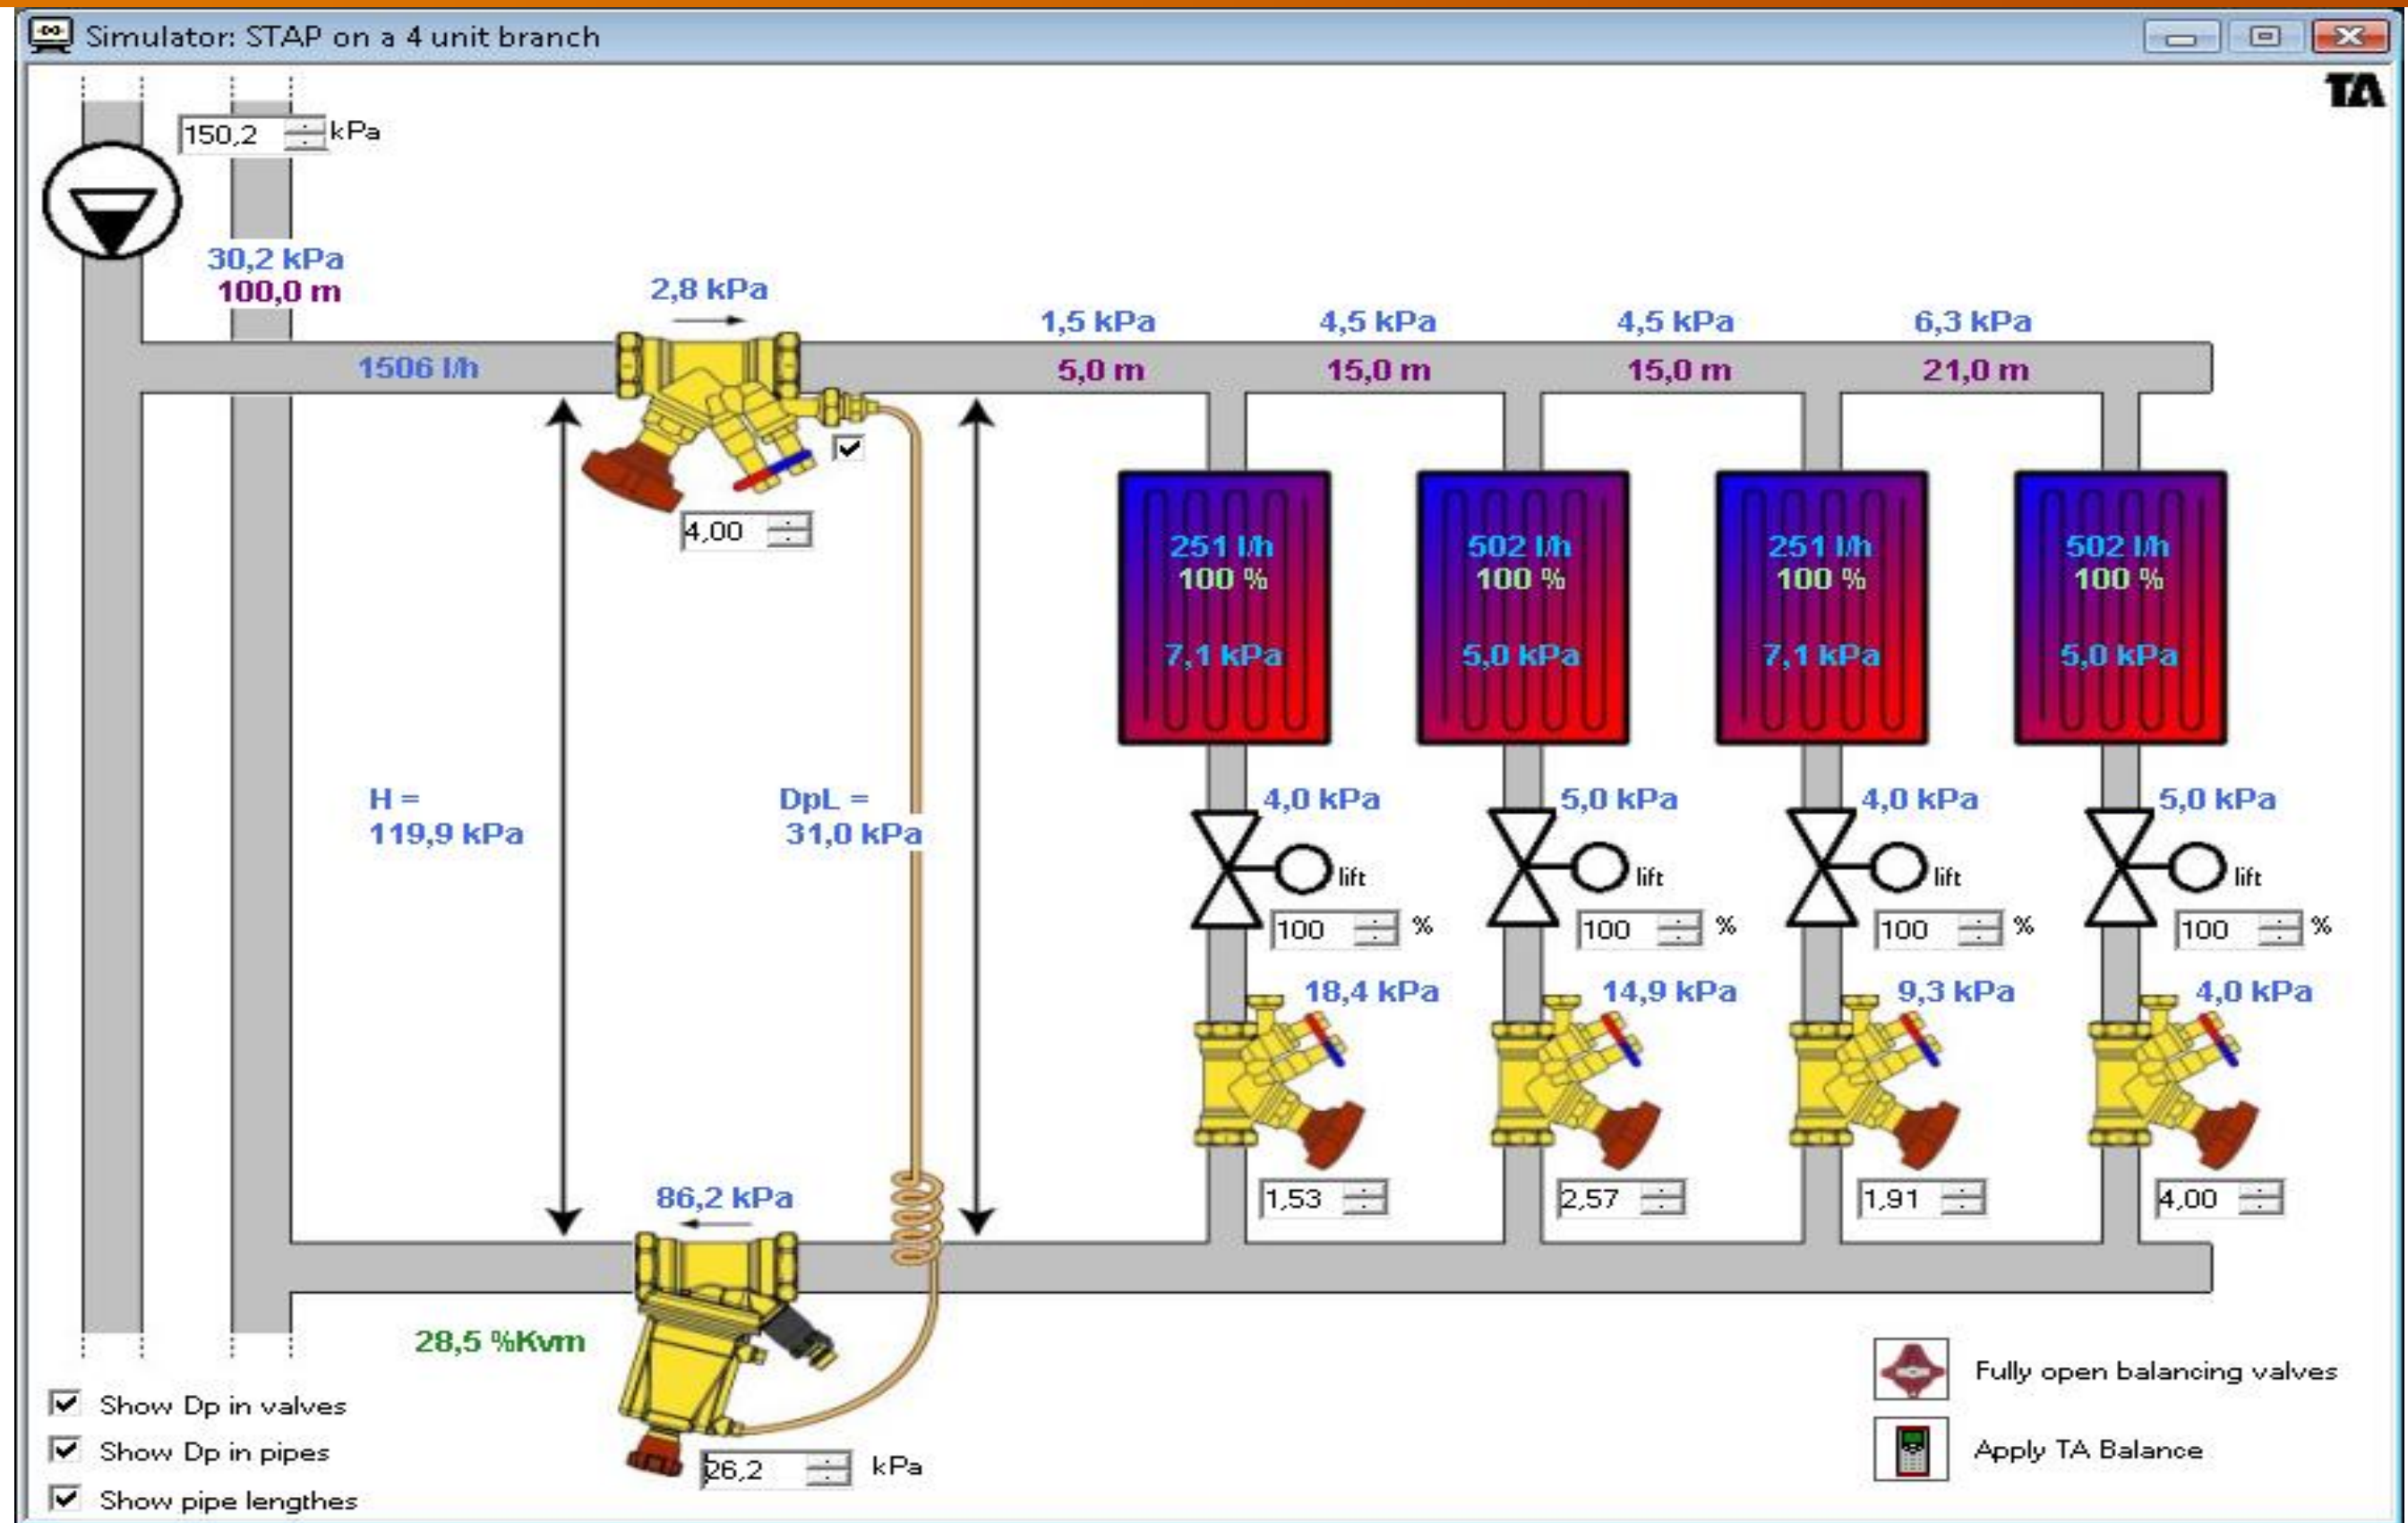 Simulator: STAP on a 4 unit branch
TA
150,2 kPa
30,2 kPa
100,0 m
2,8 kPa
1,5 kPa 4,5 kPa 4,5 kPa 6,3 kPa
1506 l/h
5,0 m 15,0 m 15,0 m 21,0 m
4,00
251 l/h 502 l/h 251 l/h 502 l/h
100 % 100 % 100 % 100 %
7,1 kPa 5,0 kPa 7,1 kPa 5,0 kPa
H =
119,9 kPa
DpL =
31,0 kPa
4,0 kPa 5,0 kPa 4,0 kPa 5,0 kPa
lift lift lift lift
100 % 100 % 100 % 100 %
18,4 kPa 14,9 kPa 9,3 kPa 4,0 kPa
1,53 2,57 1,91 4,00
86,2 kPa
28,5 %Kvm
26,2 kPa
Show Dp in valves
Show Dp in pipes
Show pipe lengthes
Fully open balancing valves
Apply TA Balance